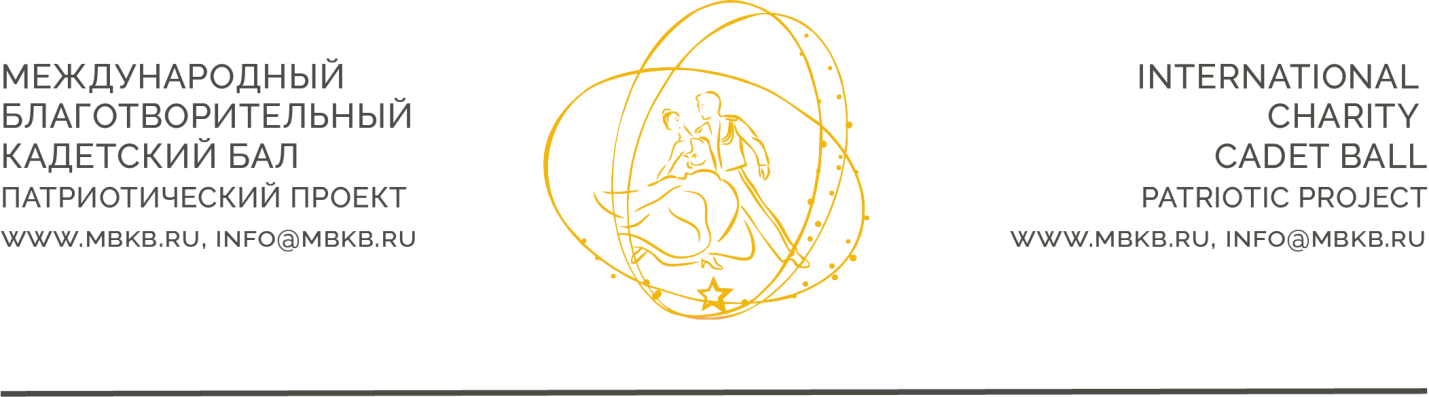 МЕЖДУНАРОДНЫЙ
БЛАГОТВОРИТЕЛЬНЫЙ
КАДЕТСКИЙ БАЛ
ПАТРИОТИЧЕСКИЙ ПРОЕКТ
WWW.MBKB.RU, INFO@MBKB.RU
INTERNATIONAL
CHARITY
CADET BALL
PATRIOTIC PROJECT
WWW.MBKB.RU, INFO@MBKB.RU